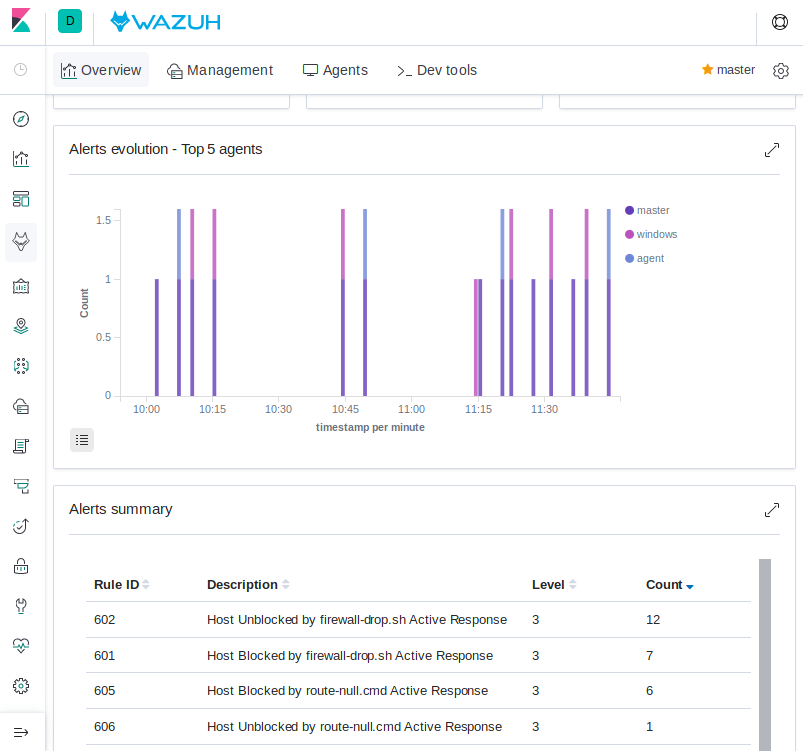 D WAZUH
Overview Management Agents Dev tools master
Alerts evolution - Top 5 agents
1.5
1
0.5
0
Count
10:00 10:15 10:30 10:45 11:00 11:15 11:30
timestamp per minute
master
windows
agent
Alerts summary
Rule ID Description Level Count
602 Host Unblocked by firewall-drop.sh Active Response 3 12
601 Host Blocked by firewall-drop.sh Active Response 3 7
605 Host Blocked by route-null.cmd Active Response 3 6
606 Host Unblocked by route-null.cmd Active Response 3 1